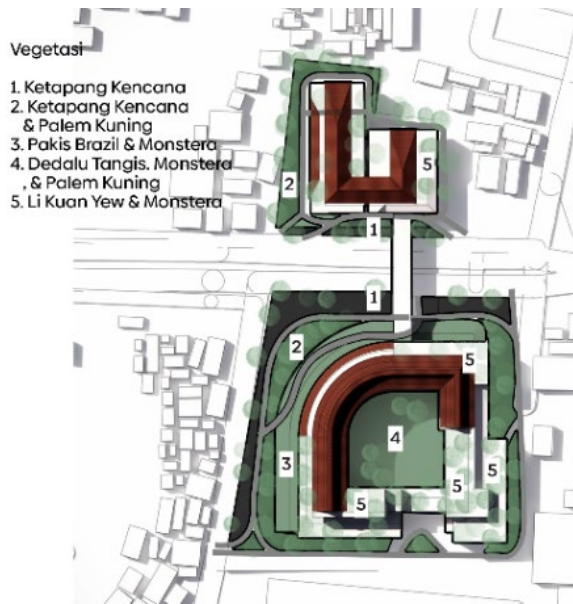 Vegetasi
1. Ketapang Kencana
2. Ketapang Kencana
& Palem Kuning
3. Pakis Brazil & Monstera
4. Dedalu Tangis. Monstera
, & Palem Kuning
5. Li Kuan Yew & Monstera
5
2
1
1
2
5
4
3
5
5
5